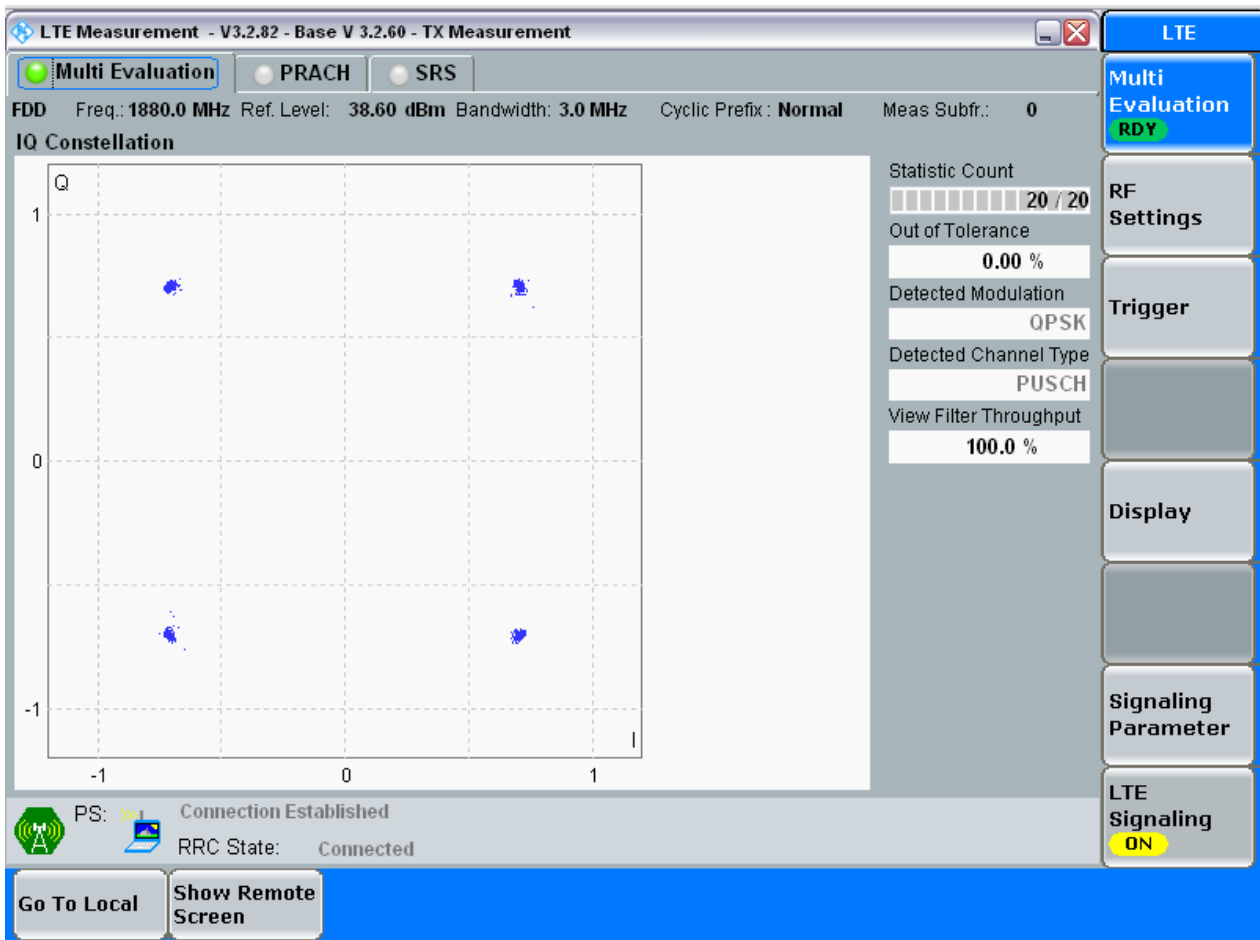 LTE Measurement - V3.2.82 - Base V 3.2.60 - TX Measurement
LTE
Multi Evaluation
PRACH
SRS
FDD Freq.: 1880.0 MHz Ref. Level: 38.60 dBm Bandwidth: 3.0 MHz Cyclic Prefix : Normal Meas Subfr.: 0
IQ Constellation
Q
1
0
-1
-1
0
1
I
Statistic Count
20 / 20
Out of Tolerance
0.00 %
Detected Modulation
QPSK
Detected Channel Type
PUSCH
View Filter Throughput
100.0 %
Multi
Evaluation
RDY
RF
Settings
Trigger
Display
Signaling
Parameter
LTE
Signaling
ON
PS:
Connection Established
RRC State: Connected
Go To Local
Show Remote
Screen